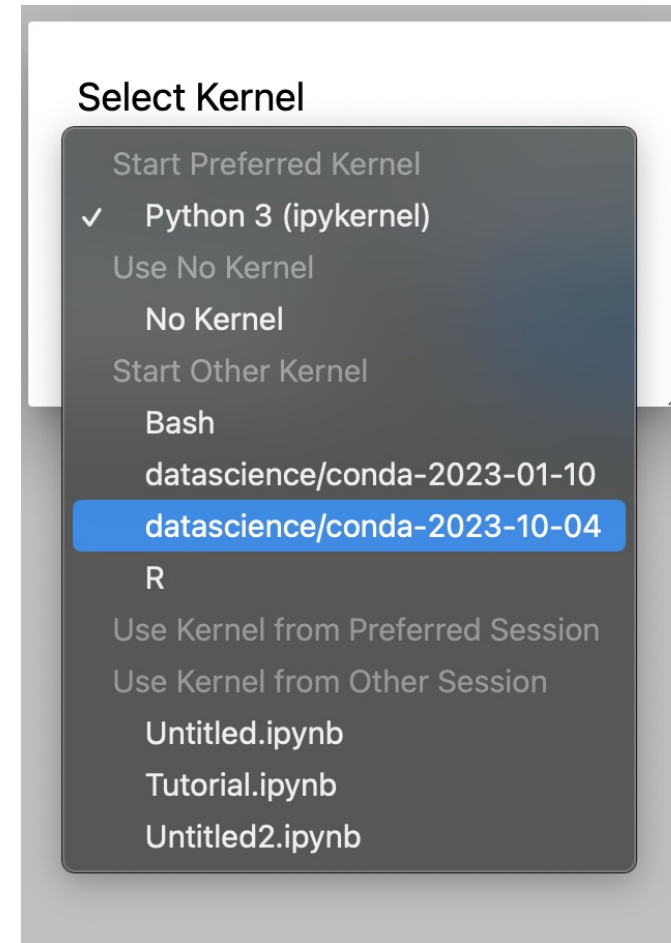 Select Kernel
Start Preferred Kernel
✓ Python 3 (ipykernel)
Use No Kernel
No Kernel
Start Other Kernel
Bash
datascience/conda-2023-01-10
datascience/conda-2023-10-04
R
Use Kernel from Preferred Session
Use Kernel from Other Session
Untitled.ipynb
Tutorial.ipynb
Untitled2.ipynb